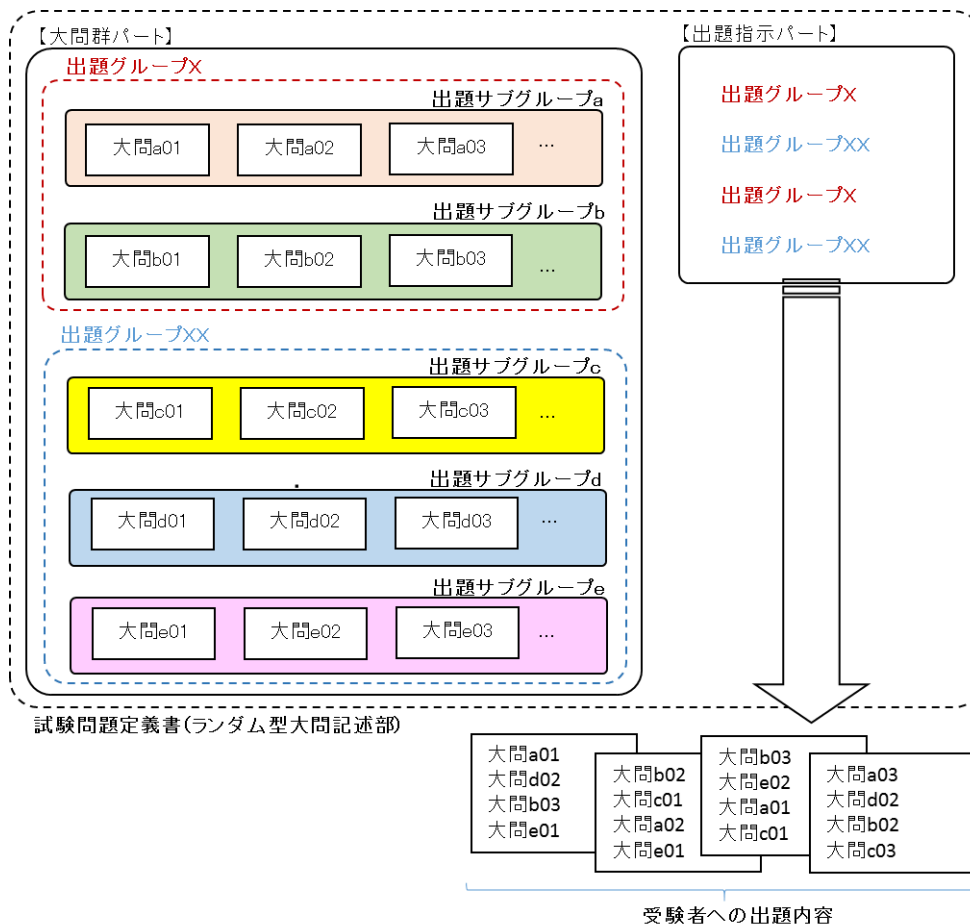 【大問群パート】
出題グループX
出題サブグループa
大問a01 大問a02 大問a03 …
出題サブグループb
大問b01 大問b02 大問b03 …
出題グループXX
出題サブグループc
大問c01 大問c02 大問c03 …
出題サブグループd
大問d01 大問d02 大問d03 …
出題サブグループe
大問e01 大問e02 大問e03 …
試験問題定義書(ランダム型大問記述部)
【出題指示パート】
出題グループX
出題グループXX
出題グループX
出題グループXX
大問a01
大問d02
大問b03
大問e01
大問b02
大問c01
大問a02
大問e01
大問b03
大問e02
大問a01
大問c01
大問a03
大問d02
大問b02
大問c03
受験者への出題内容